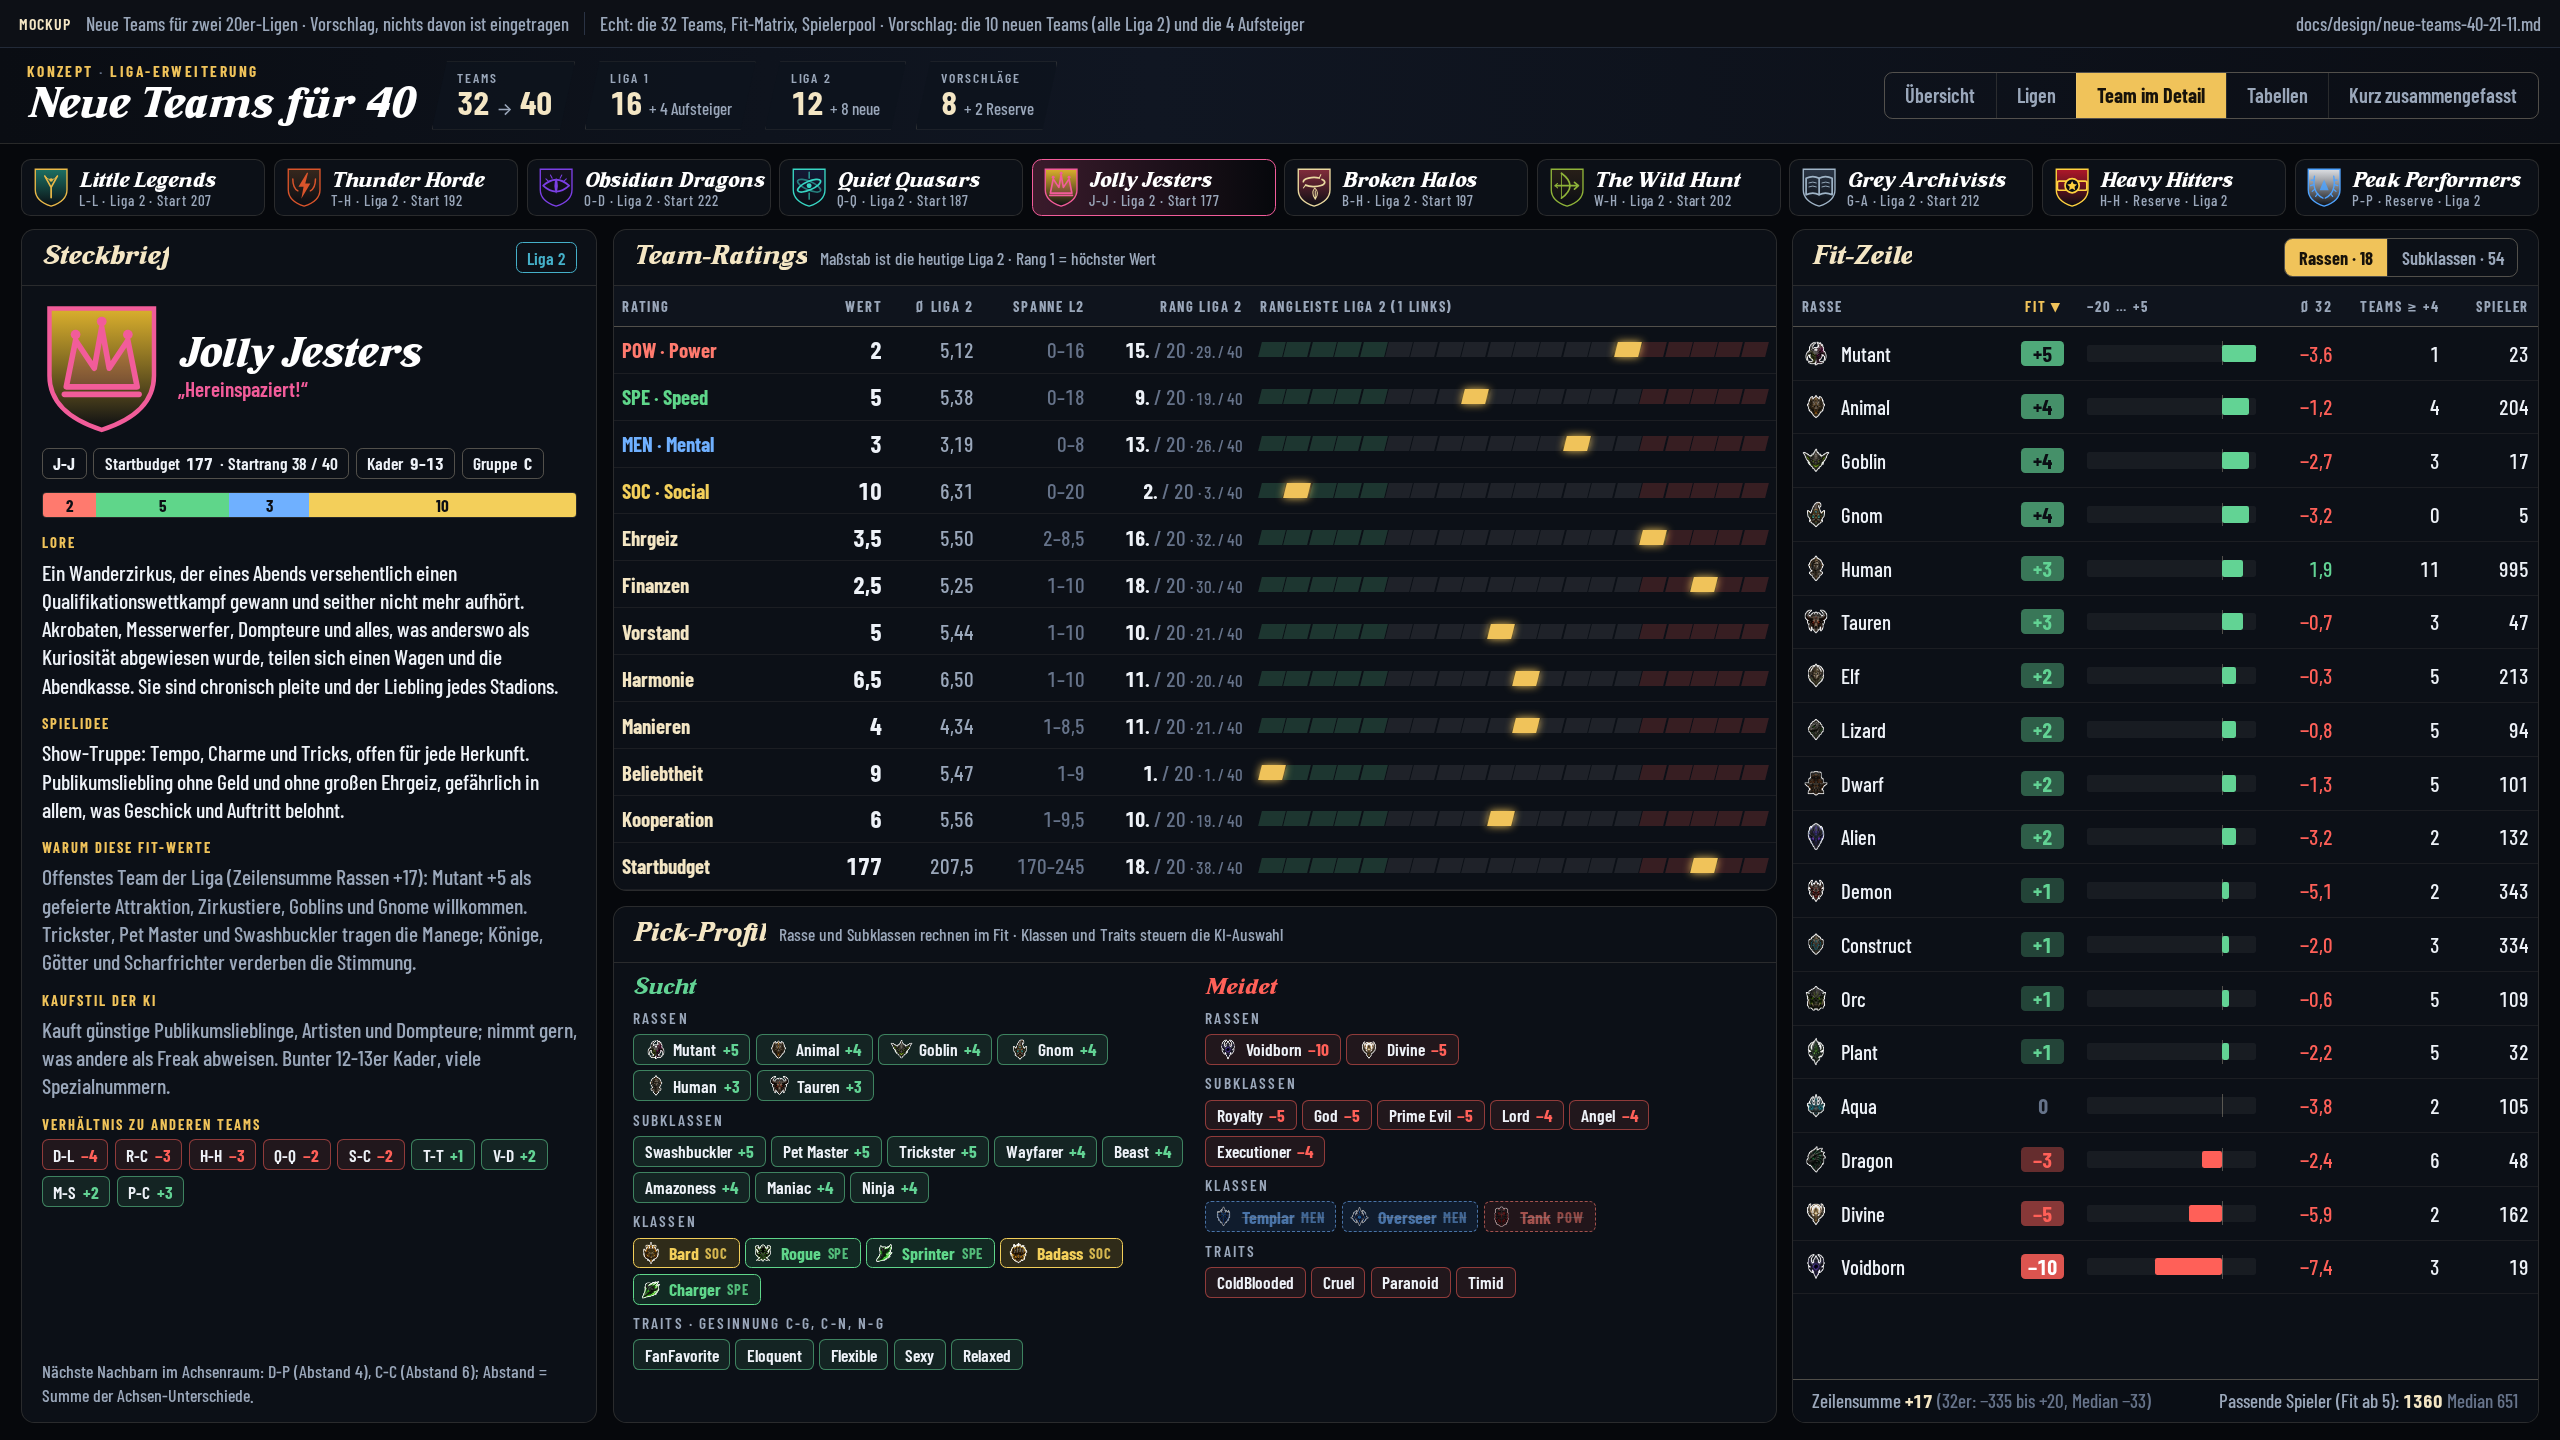 MOCKUP Neue Teams für zwei 20er-Ligen · Vorschlag, nichts davon ist eingetragen Echt: die 32 Teams, Fit-Matrix, Spielerpool · Vorschlag: die 10 neuen Teams (alle Liga 2) und die 4 Aufsteiger docs/design/neue-teams-40-21-11.md
KONZEPT · LIGA-ERWEITERUNG
Neue Teams für 40
TEAMS
32 → 40
LIGA 1
16 + 4 Aufsteiger
LIGA 2
12 + 8 neue
VORSCHLÄGE
8 + 2 Reserve
Übersicht Ligen Team im Detail Tabellen Kurz zusammengefasst
Little Legends
L-L · Liga 2 · Start 207
Thunder Horde
T-H · Liga 2 · Start 192
Obsidian Dragons
O-D · Liga 2 · Start 222
Quiet Quasars
Q-Q · Liga 2 · Start 187
Jolly Jesters
J-J · Liga 2 · Start 177
Broken Halos
B-H · Liga 2 · Start 197
The Wild Hunt
W-H · Liga 2 · Start 202
Grey Archivists
G-A · Liga 2 · Start 212
Heavy Hitters
H-H · Reserve · Liga 2
Peak Performers
P-P · Reserve · Liga 2
Steckbrief Liga 2
Jolly Jesters
„Hereinspaziert!“
J-J Startbudget 177 · Startrang 38 / 40 Kader 9-13 Gruppe C
2 5 3 10
LORE
Ein Wanderzirkus, der eines Abends versehentlich einen
Qualifikationswettkampf gewann und seither nicht mehr aufhört.
Akrobaten, Messerwerfer, Dompteure und alles, was anderswo als
Kuriosität abgewiesen wurde, teilen sich einen Wagen und die
Abendkasse. Sie sind chronisch pleite und der Liebling jedes Stadions.
SPIELIDEE
Show-Truppe: Tempo, Charme und Tricks, offen für jede Herkunft.
Publikumsliebling ohne Geld und ohne großen Ehrgeiz, gefährlich in
allem, was Geschick und Auftritt belohnt.
WARUM DIESE FIT-WERTE
Offenstes Team der Liga (Zeilensumme Rassen +17): Mutant +5 als
gefeierte Attraktion, Zirkustiere, Goblins und Gnome willkommen.
Trickster, Pet Master und Swashbuckler tragen die Manege; Könige,
Götter und Scharfrichter verderben die Stimmung.
KAUFSTIL DER KI
Kauft günstige Publikumslieblinge, Artisten und Dompteure; nimmt gern,
was andere als Freak abweisen. Bunter 12-13er Kader, viele
Spezialnummern.
VERHÄLTNIS ZU ANDEREN TEAMS
D-L −4 R-C −3 H-H −3 Q-Q −2 S-C −2 T-T +1 V-D +2
M-S +2 P-C +3
Nächste Nachbarn im Achsenraum: D-P (Abstand 4), C-C (Abstand 6); Abstand =
Summe der Achsen-Unterschiede.
Team-Ratings Maßstab ist die heutige Liga 2 · Rang 1 = höchster Wert
RATING WERT Ø LIGA 2 SPANNE L2 RANG LIGA 2 RANGLEISTE LIGA 2 (1 LINKS)
POW · Power 2 5,12 0–16 15. / 20 · 29. / 40
SPE · Speed 5 5,38 0–18 9. / 20 · 19. / 40
MEN · Mental 3 3,19 0–8 13. / 20 · 26. / 40
SOC · Social 10 6,31 0–20 2. / 20 · 3. / 40
Ehrgeiz 3,5 5,50 2–8,5 16. / 20 · 32. / 40
Finanzen 2,5 5,25 1–10 18. / 20 · 30. / 40
Vorstand 5 5,44 1–10 10. / 20 · 21. / 40
Harmonie 6,5 6,50 1–10 11. / 20 · 20. / 40
Manieren 4 4,34 1–8,5 11. / 20 · 21. / 40
Beliebtheit 9 5,47 1–9 1. / 20 · 1. / 40
Kooperation 6 5,56 1–9,5 10. / 20 · 19. / 40
Startbudget 177 207,5 170–245 18. / 20 · 38. / 40
Pick-Profil Rasse und Subklassen rechnen im Fit · Klassen und Traits steuern die KI-Auswahl
Sucht
RASSEN
Mutant +5 Animal +4 Goblin +4 Gnom +4
Human +3 Tauren +3
SUBKLASSEN
Swashbuckler +5 Pet Master +5 Trickster +5 Wayfarer +4 Beast +4
Amazoness +4 Maniac +4 Ninja +4
KLASSEN
Bard SOC Rogue SPE Sprinter SPE Badass SOC
Charger SPE
TRAITS · GESINNUNG C-G, C-N, N-G
FanFavorite Eloquent Flexible Sexy Relaxed
Meidet
RASSEN
Voidborn −10 Divine −5
SUBKLASSEN
Royalty −5 God −5 Prime Evil −5 Lord −4 Angel −4
Executioner −4
KLASSEN
Templar MEN Overseer MEN Tank POW
TRAITS
ColdBlooded Cruel Paranoid Timid
Fit-Zeile Rassen · 18 Subklassen · 54
RASSE FIT ▼ −20 … +5 Ø 32 TEAMS ≥ +4 SPIELER
Mutant +5 −3,6 1 23
Animal +4 −1,2 4 204
Goblin +4 −2,7 3 17
Gnom +4 −3,2 0 5
Human +3 1,9 11 995
Tauren +3 −0,7 3 47
Elf +2 −0,3 5 213
Lizard +2 −0,8 5 94
Dwarf +2 −1,3 5 101
Alien +2 −3,2 2 132
Demon +1 −5,1 2 343
Construct +1 −2,0 3 334
Orc +1 −0,6 5 109
Plant +1 −2,2 5 32
Aqua 0 −3,8 2 105
Dragon −3 −2,4 6 48
Divine −5 −5,9 2 162
Voidborn −10 −7,4 3 19
Zeilensumme +17 (32er: −335 bis +20, Median −33) Passende Spieler (Fit ab 5): 1360 Median 651